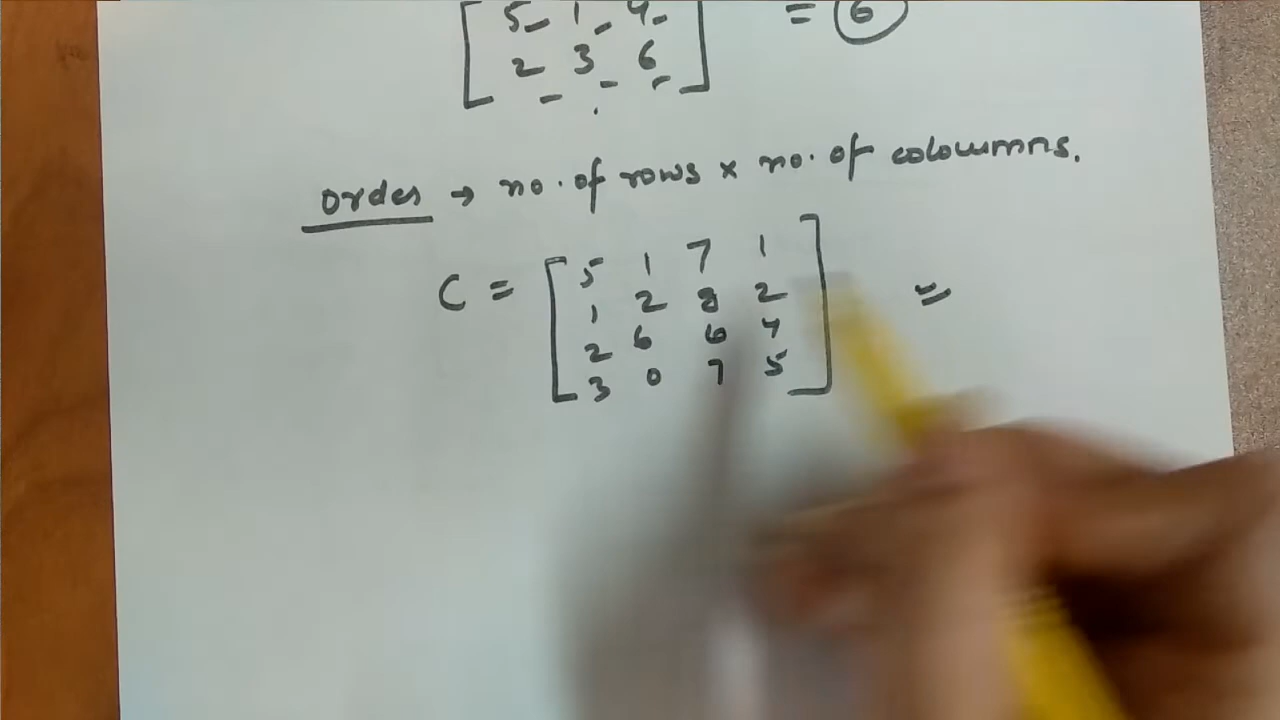 [ 5 1 4 ] = 6
2 3 6
order → no. of rows × no. of coloumns.
C = [ 5 1 7 1 ] =
1 2 8 2
2 6 6 4
3 0 7 5